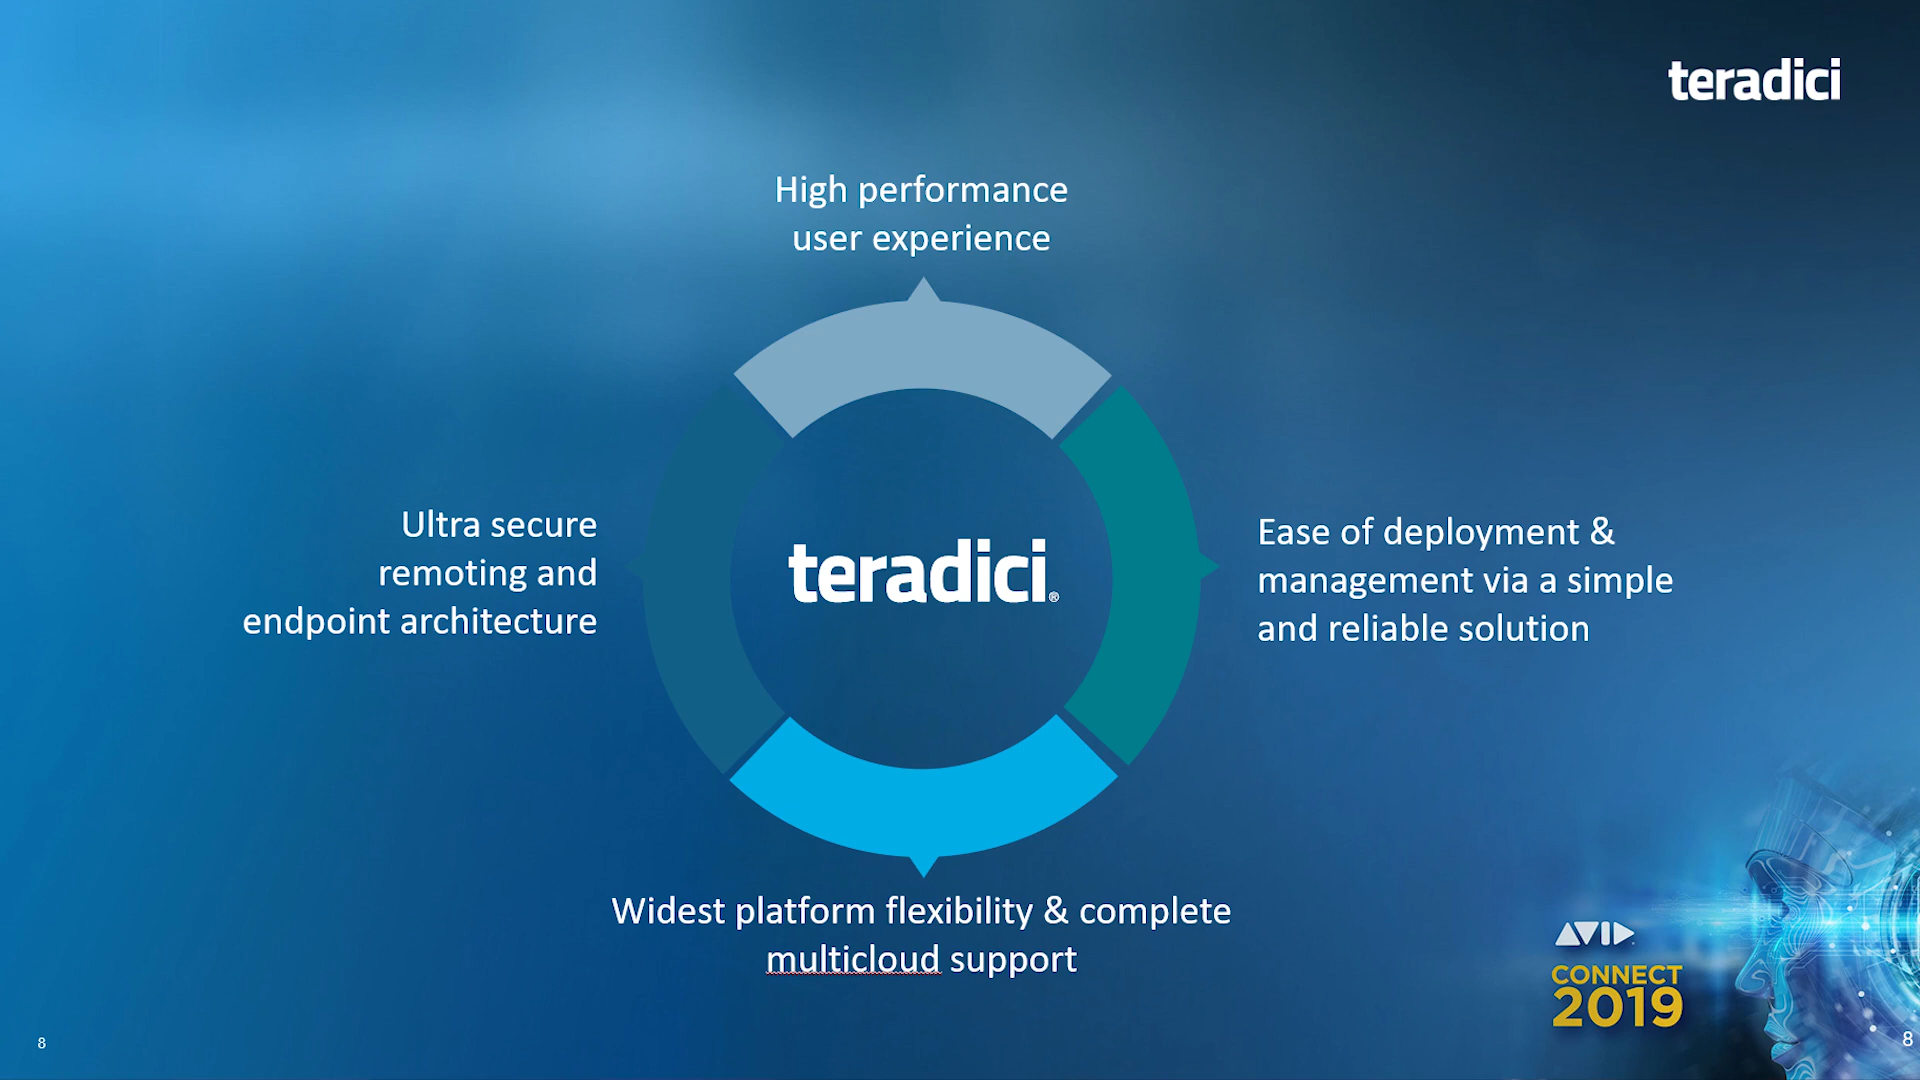 teradici
High performance
user experience
Ultra secure
remoting and
endpoint architecture
teradici®
Ease of deployment &
management via a simple
and reliable solution
Widest platform flexibility & complete
multicloud support
AVID
CONNECT
2019
8
8